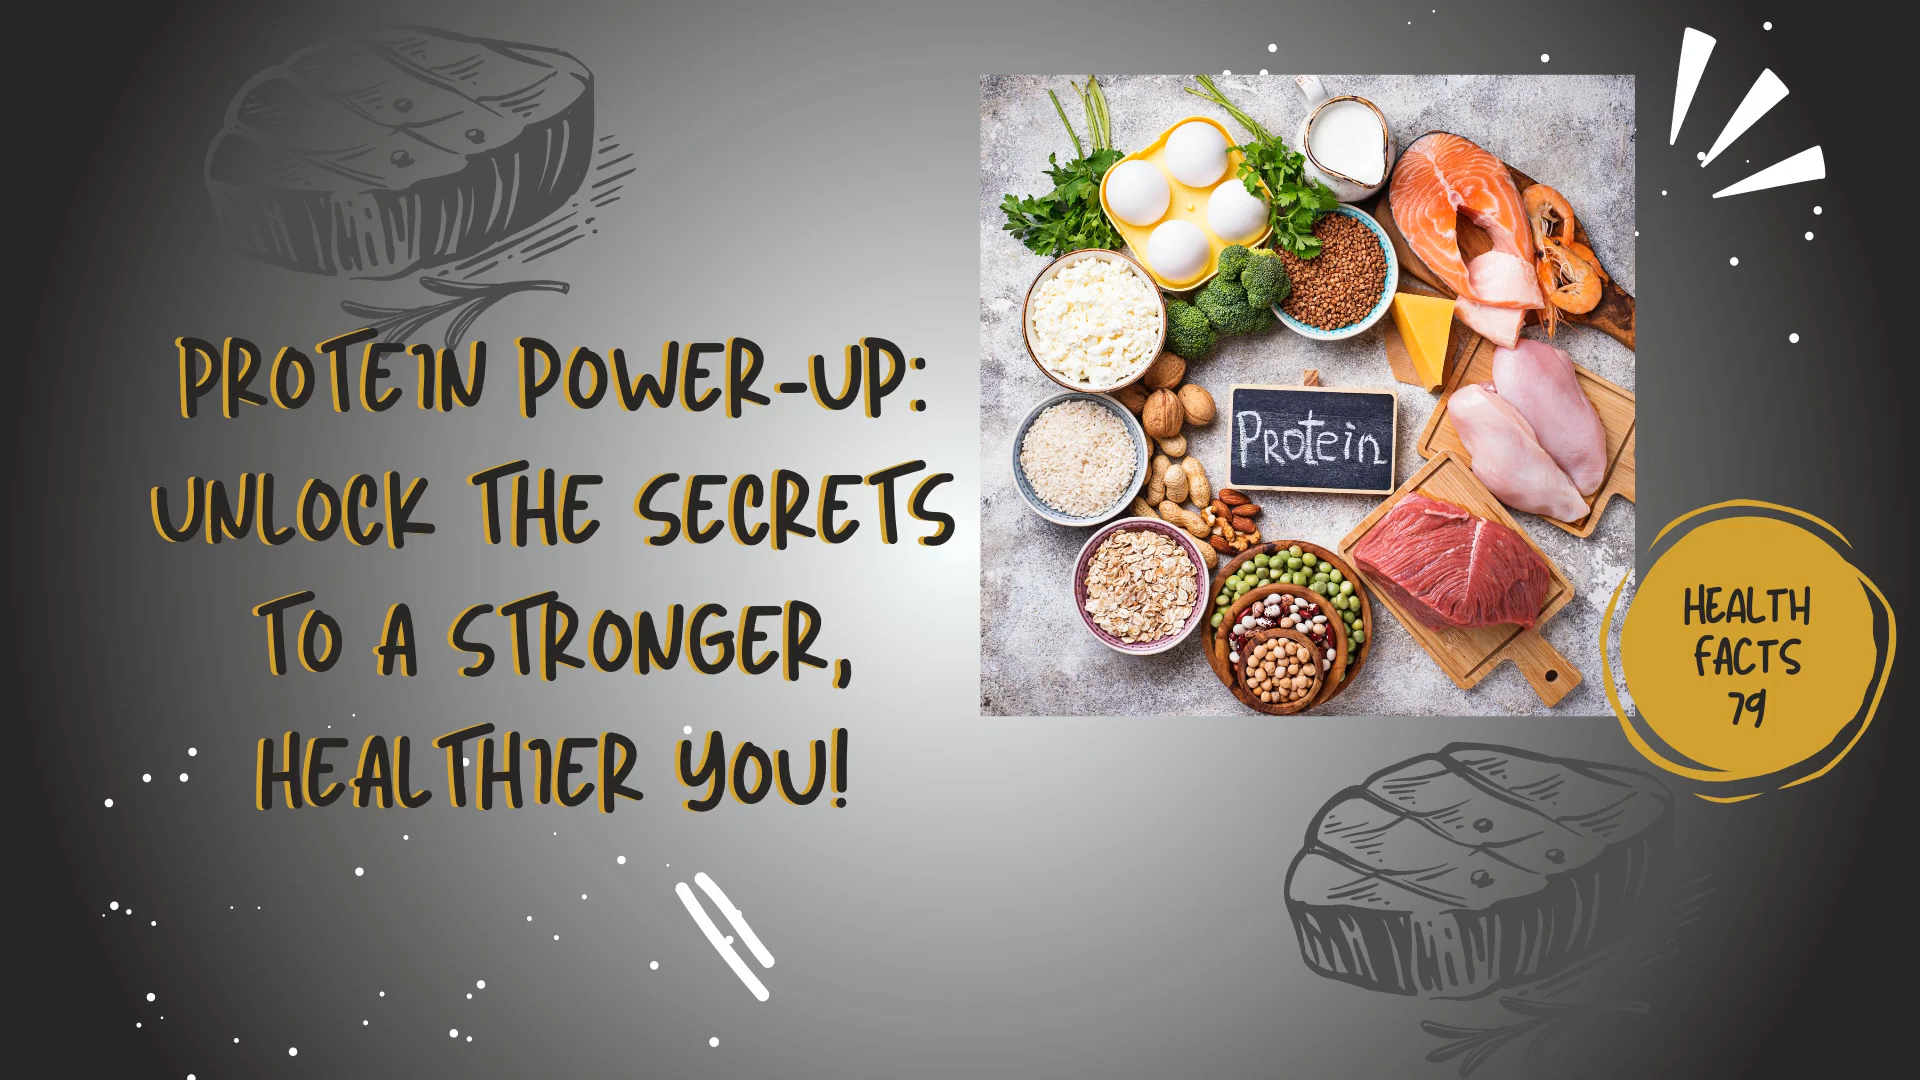 PROTEIN POWER-UP:
UNLOCK THE SECRETS
TO A STRONGER,
HEALTHIER YOU!
Protein
HEALTH
FACTS
79